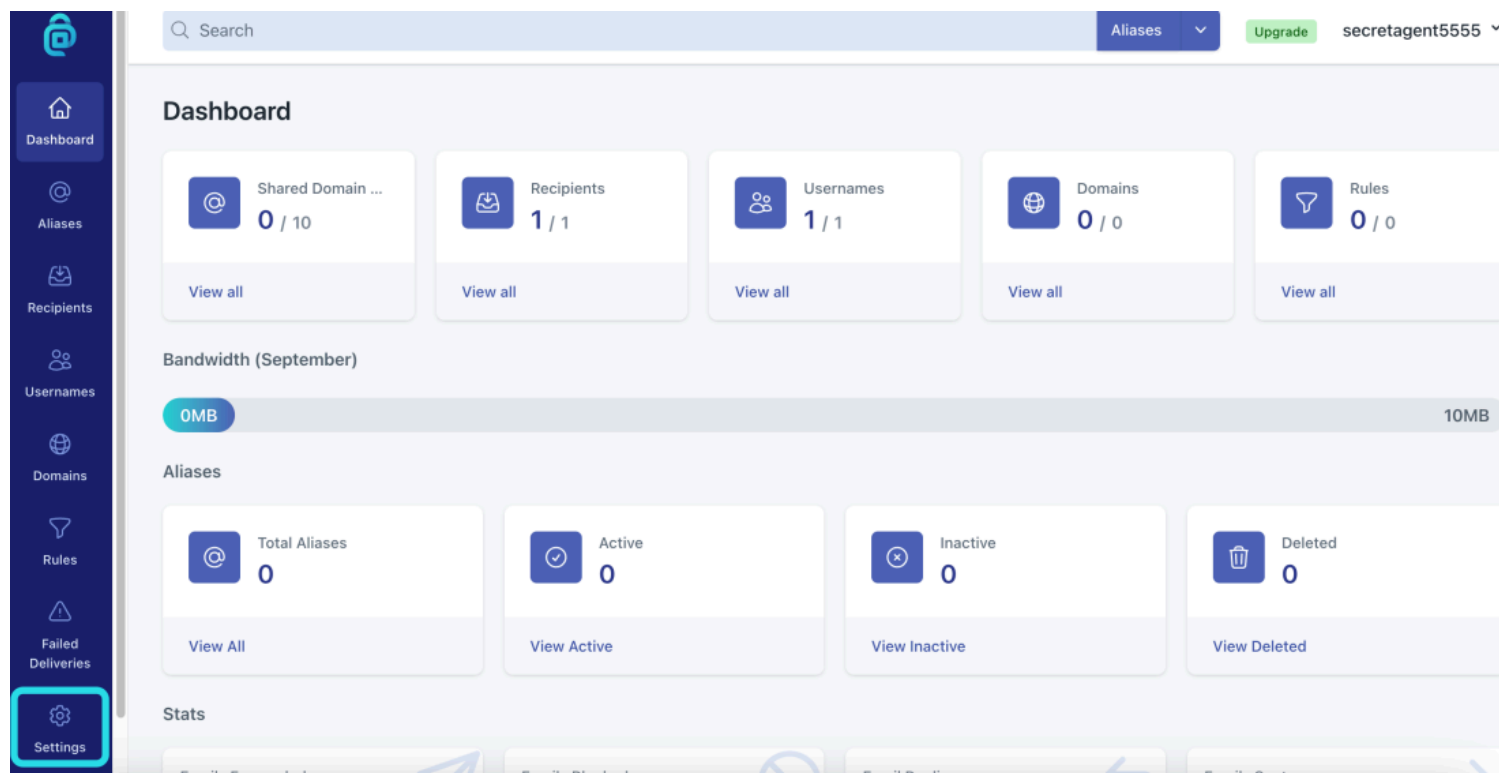 Search
Aliases
Upgrade
secretagent5555
Dashboard
Aliases
Recipients
Usernames
Domains
Rules
Failed
Deliveries
Settings
Dashboard
Shared Domain ...
0 / 10
View all
Recipients
1 / 1
View all
Usernames
1 / 1
View all
Domains
0 / 0
View all
Rules
0 / 0
View all
Bandwidth (September)
0MB
10MB
Aliases
Total Aliases
0
View All
Active
0
View Active
Inactive
0
View Inactive
Deleted
0
View Deleted
Stats